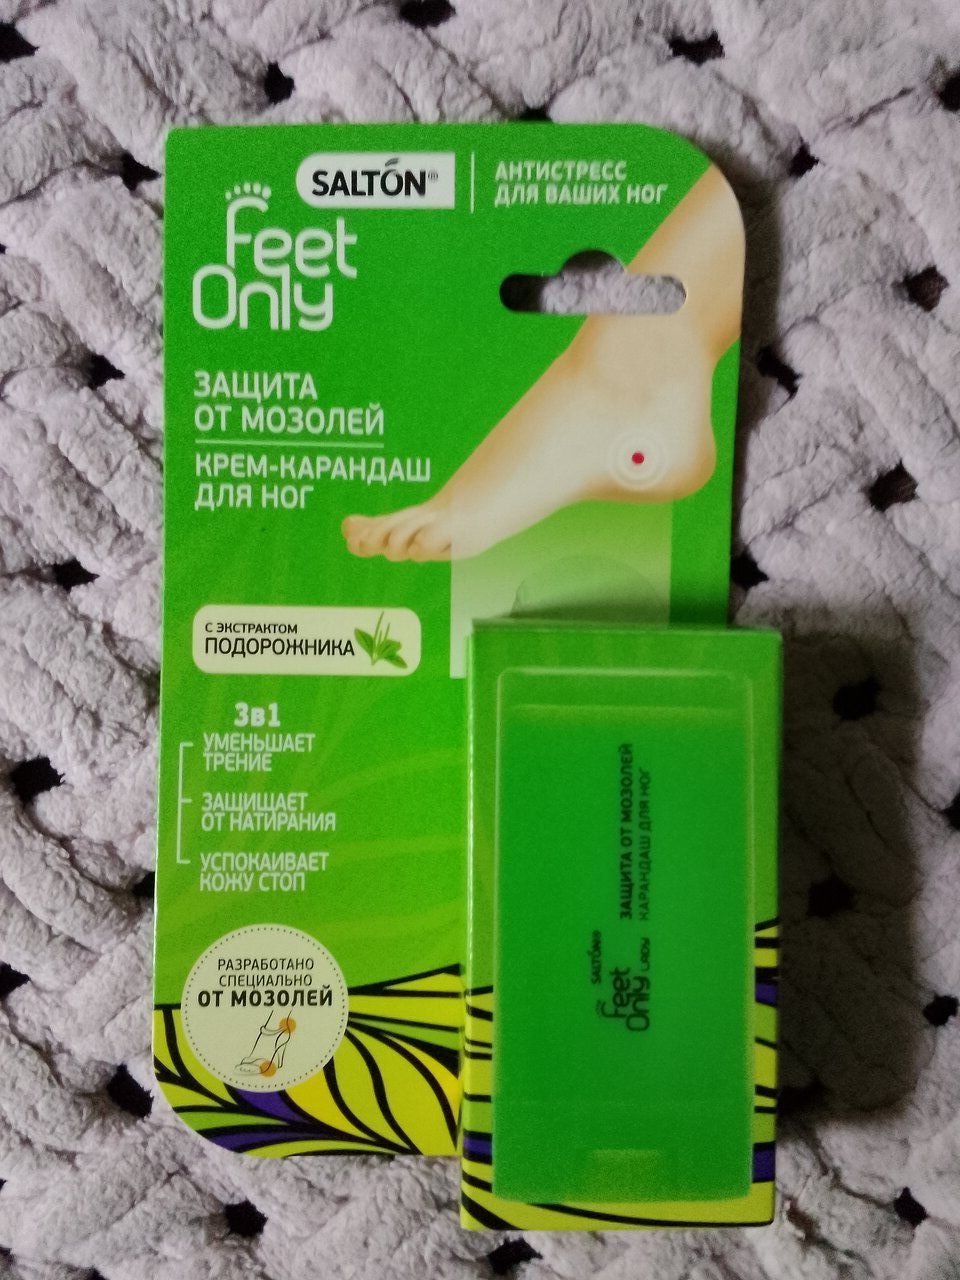 SALTON®
АНТИСТРЕСС
ДЛЯ ВАШИХ НОГ
feet
Only
ЗАЩИТА
ОТ МОЗОЛЕЙ
КРЕМ-КАРАНДАШ
ДЛЯ НОГ
С ЭКСТРАКТОМ
ПОДОРОЖНИКА
3в1
УМЕНЬШАЕТ
ТРЕНИЕ
ЗАЩИЩАЕТ
ОТ НАТИРАНИЯ
УСПОКАИВАЕТ
КОЖУ СТОП
РАЗРАБОТАНО
СПЕЦИАЛЬНО
ОТ МОЗОЛЕЙ
SALTON®
feet
Only
LADY
ЗАЩИТА ОТ МОЗОЛЕЙ
КАРАНДАШ ДЛЯ НОГ